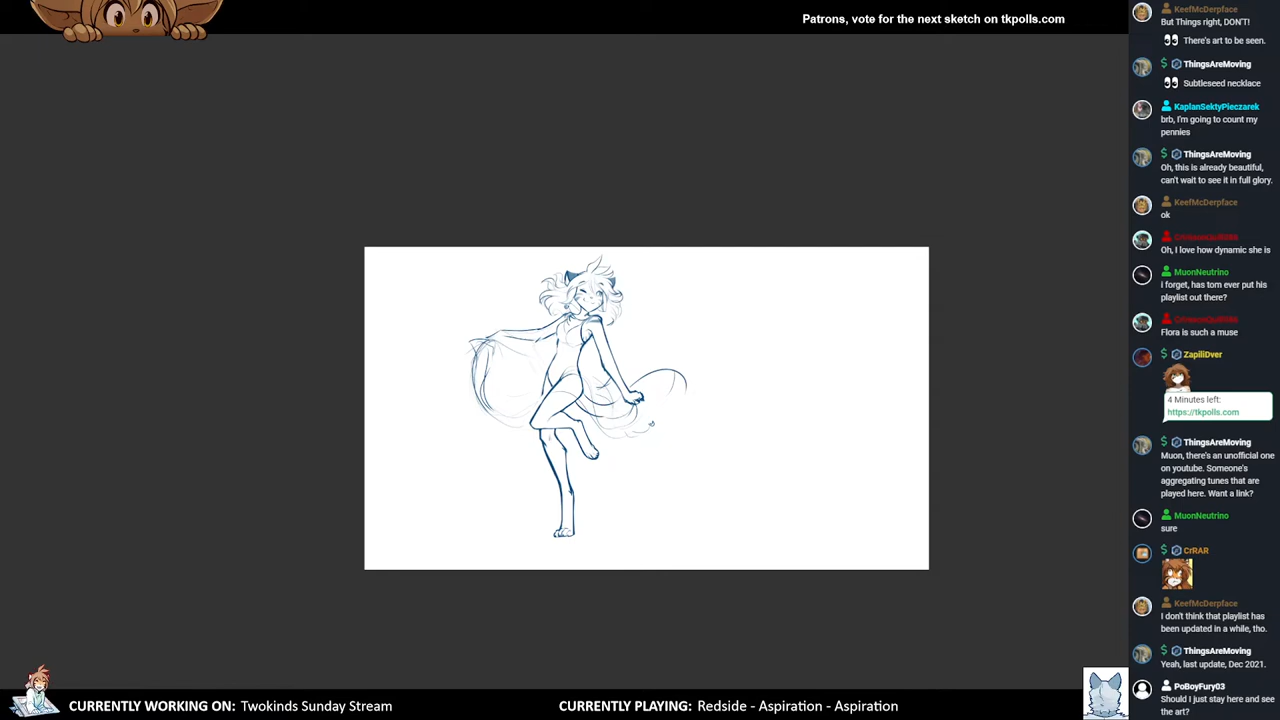 Patrons, vote for the next sketch on tkpolls.com
KeefMcDerpface
But Things right, DON'T!
There's art to be seen.
ThingsAreMoving
Subtleseed necklace
KaplanSektyPieczarek
brb, I'm going to count my
pennies
ThingsAreMoving
Oh, this is already beautiful,
can't wait to see it in full glory.
KeefMcDerpface
ok
Oh, I love how dynamic she is
MuonNeutrino
i forget, has tom ever put his
playlist out there?
Flora is such a muse
ZapiliDver
4 Minutes left:
https://tkpolls.com
ThingsAreMoving
Muon, there's an unofficial one
on youtube. Someone's
aggregating tunes that are
played here. Want a link?
MuonNeutrino
sure
CrRAR
KeefMcDerpface
I don't think that playlist has
been updated in a while, tho.
ThingsAreMoving
Yeah, last update, Dec 2021.
PoBoyFury03
Should I just stay here and see
the art?
CURRENTLY WORKING ON: Twokinds Sunday Stream
CURRENTLY PLAYING: Redside - Aspiration - Aspiration